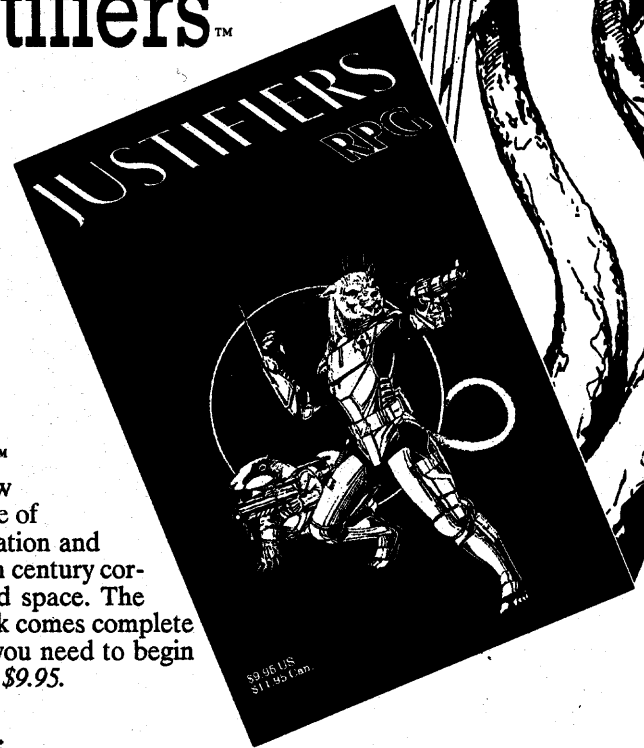 tifiers™
JUSTIFIERS
RPG
™
e of
ation and
century cor-
d space. The
k comes complete
you need to begin
$9.95.
$9.95 US
$11.95 Can.